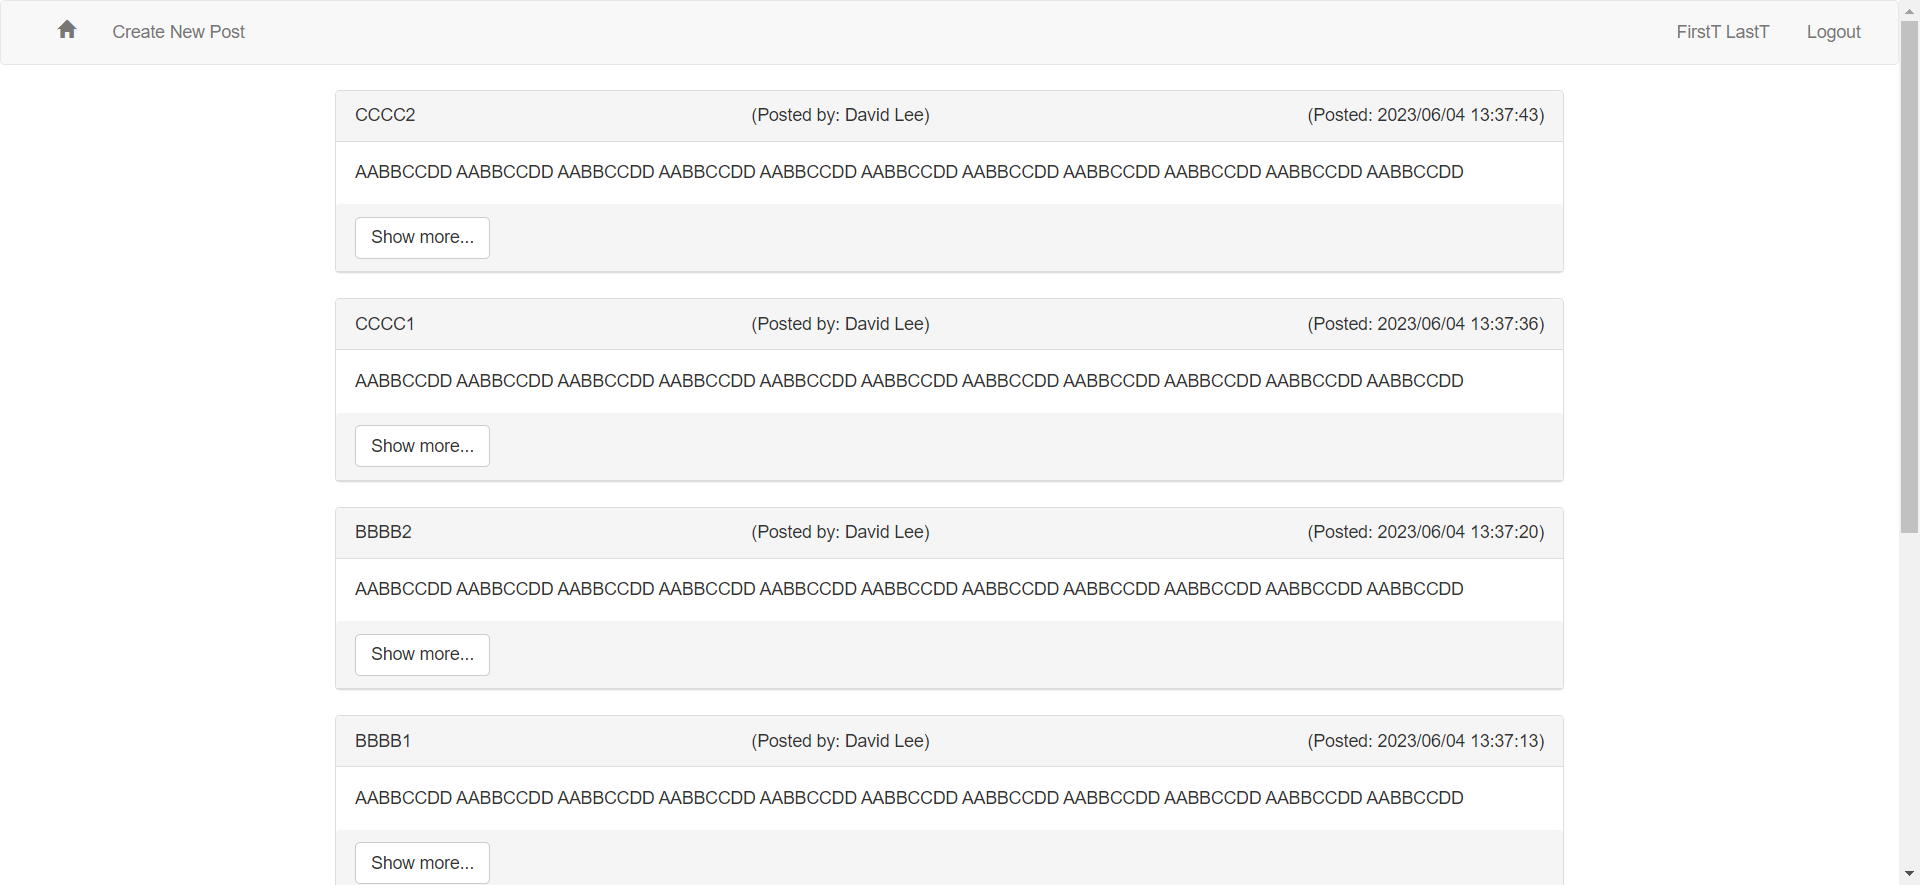 Create New Post FirstT LastT Logout
CCCC2 (Posted by: David Lee) (Posted: 2023/06/04 13:37:43)
AABBCCDD AABBCCDD AABBCCDD AABBCCDD AABBCCDD AABBCCDD AABBCCDD AABBCCDD AABBCCDD AABBCCDD AABBCCDD
Show more...
CCCC1 (Posted by: David Lee) (Posted: 2023/06/04 13:37:36)
AABBCCDD AABBCCDD AABBCCDD AABBCCDD AABBCCDD AABBCCDD AABBCCDD AABBCCDD AABBCCDD AABBCCDD AABBCCDD
Show more...
BBBB2 (Posted by: David Lee) (Posted: 2023/06/04 13:37:20)
AABBCCDD AABBCCDD AABBCCDD AABBCCDD AABBCCDD AABBCCDD AABBCCDD AABBCCDD AABBCCDD AABBCCDD AABBCCDD
Show more...
BBBB1 (Posted by: David Lee) (Posted: 2023/06/04 13:37:13)
AABBCCDD AABBCCDD AABBCCDD AABBCCDD AABBCCDD AABBCCDD AABBCCDD AABBCCDD AABBCCDD AABBCCDD AABBCCDD
Show more...